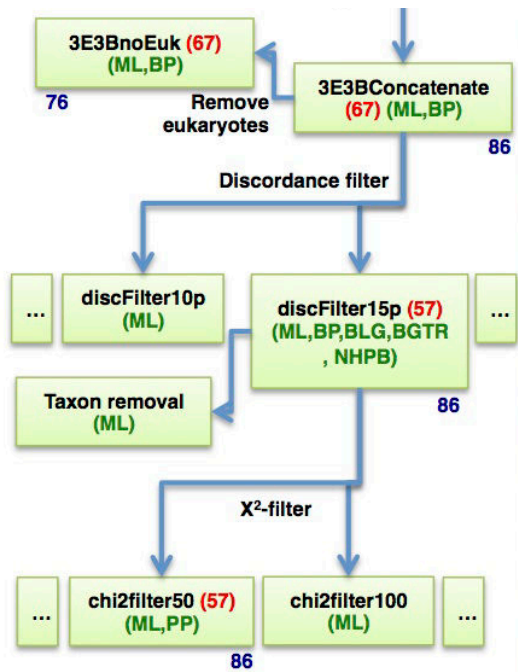 3E3BnoEuk (67)
(ML,BP)
76
Remove
eukaryotes
3E3BConcatenate
(67) (ML,BP)
86
Discordance filter
...
discFilter10p
(ML)
discFilter15p (57)
(ML,BP,BLG,BGTR
, NHPB)
...
86
Taxon removal
(ML)
X²-filter
...
chi2filter50 (57)
(ML,PP)
86
chi2filter100
(ML)
...